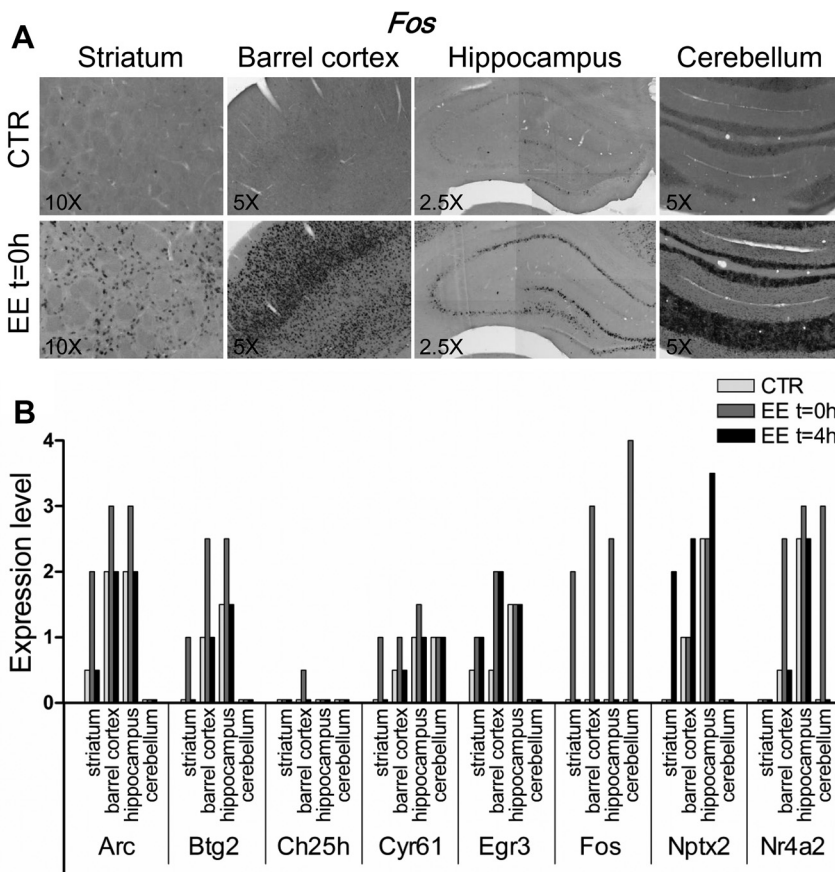 Fos
A
Striatum Barrel cortex Hippocampus Cerebellum
CTR
10X 5X 2.5X 5X
EE t=0h
10X 5X 2.5X 5X
B
CTR
EE t=0h
EE t=4h
Expression level
4
3
2
1
0
striatum barrel cortex hippocampus cerebellum striatum barrel cortex hippocampus cerebellum striatum barrel cortex hippocampus cerebellum striatum barrel cortex hippocampus cerebellum striatum barrel cortex hippocampus cerebellum striatum barrel cortex hippocampus cerebellum striatum barrel cortex hippocampus cerebellum striatum barrel cortex hippocampus cerebellum
Arc Btg2 Ch25h Cyr61 Egr3 Fos Nptx2 Nr4a2